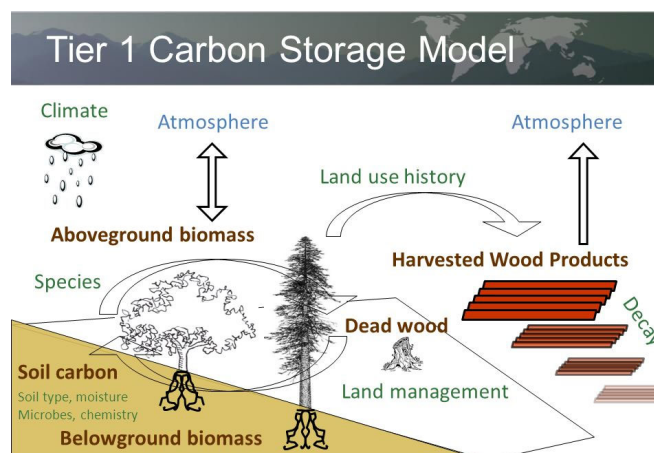 Tier 1 Carbon Storage Model
Climate
Atmosphere
Atmosphere
Land use history
Aboveground biomass
Harvested Wood Products
Species
Dead wood
Decay
Soil carbon
Land management
Soil type, moisture
Microbes, chemistry
Belowground biomass